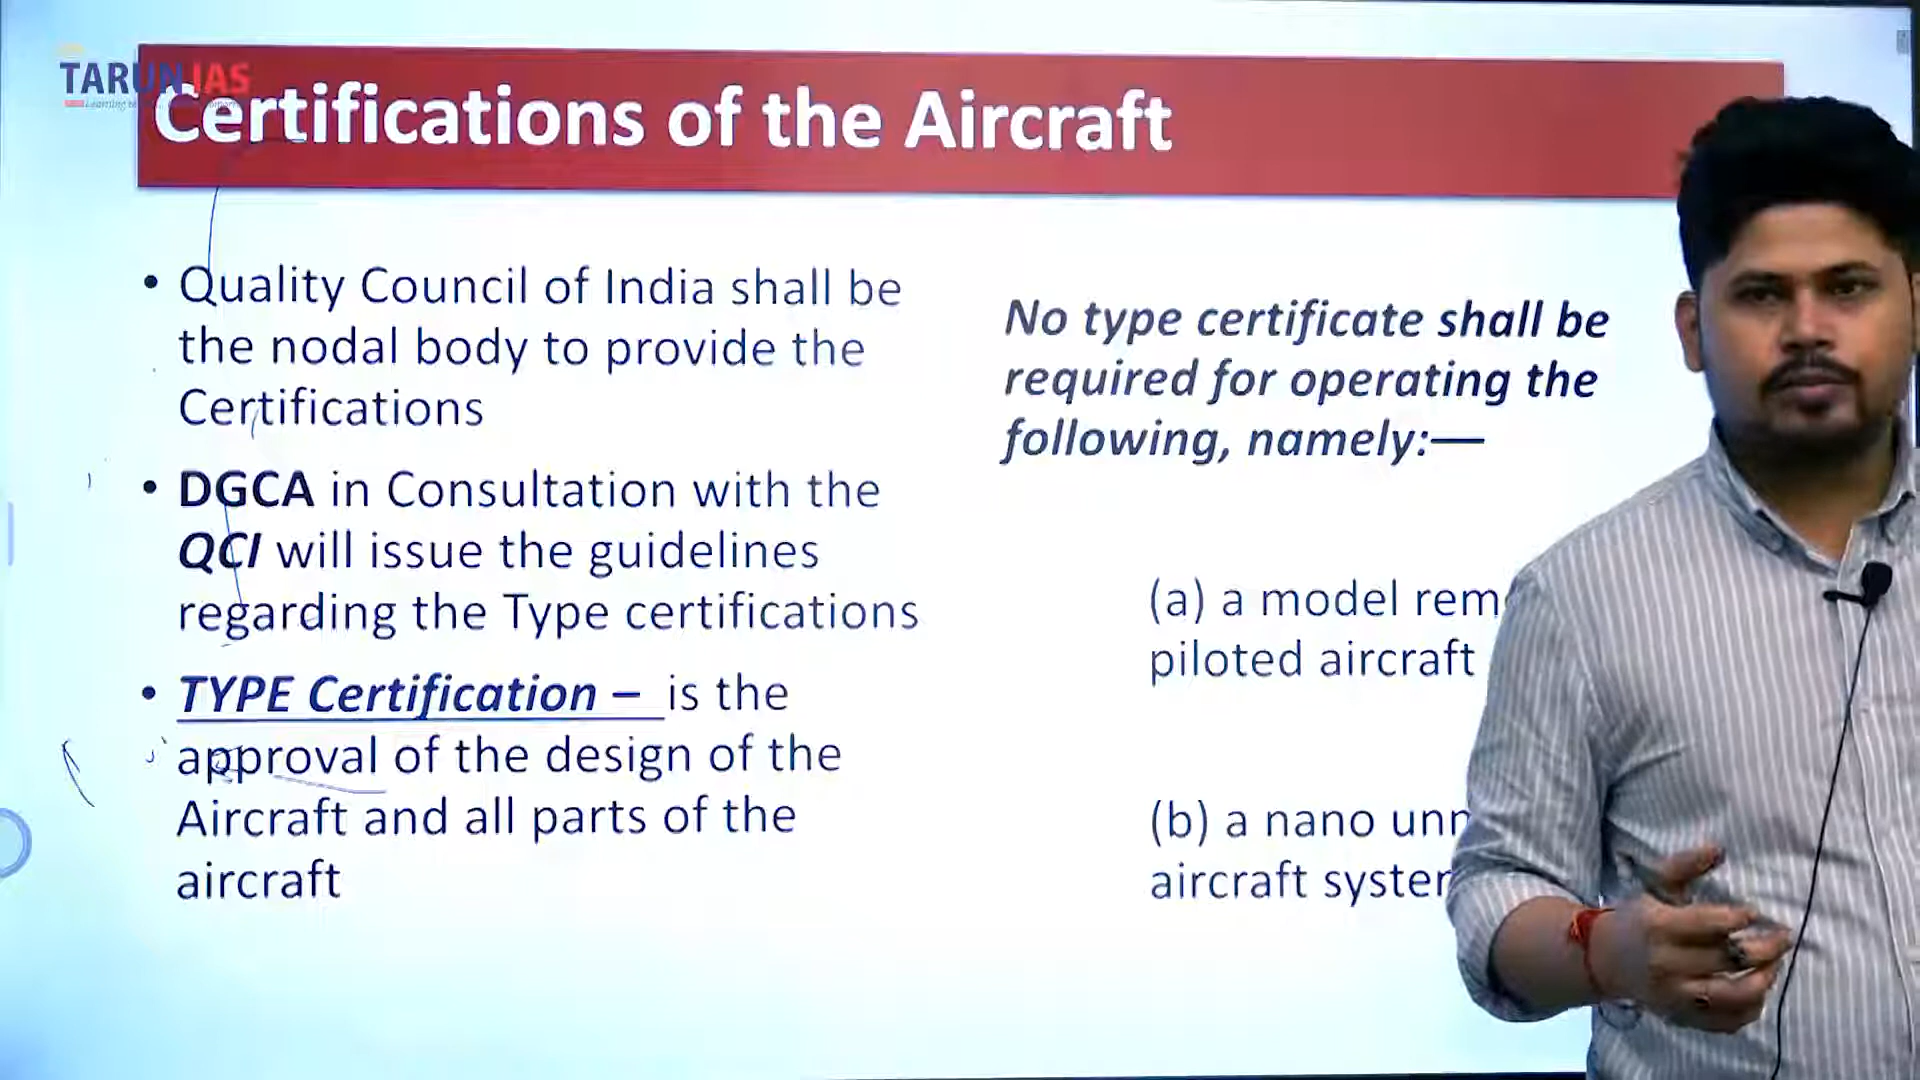 TARUN IAS
Certifications of the Aircraft
• Quality Council of India shall be
the nodal body to provide the
Certifications
• DGCA in Consultation with the
QCI will issue the guidelines
regarding the Type certifications
• TYPE Certification – is the
approval of the design of the
Aircraft and all parts of the
aircraft
No type certificate shall be
required for operating the
following, namely:—
(a) a model
piloted aircraft
(b) a nano
aircraft